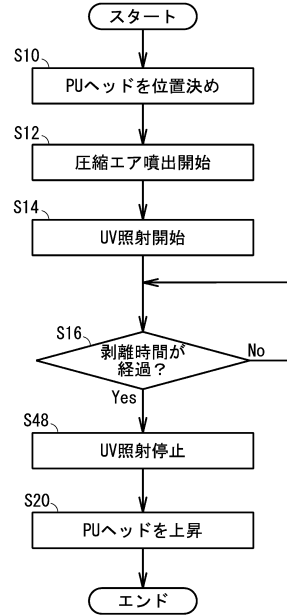 スタート
S10
PUヘッドを位置決め
S12
圧縮エア噴出開始
S14
UV照射開始
S16
剥離時間が
経過？
No
Yes
S48
UV照射停止
S20
PUヘッドを上昇
エンド